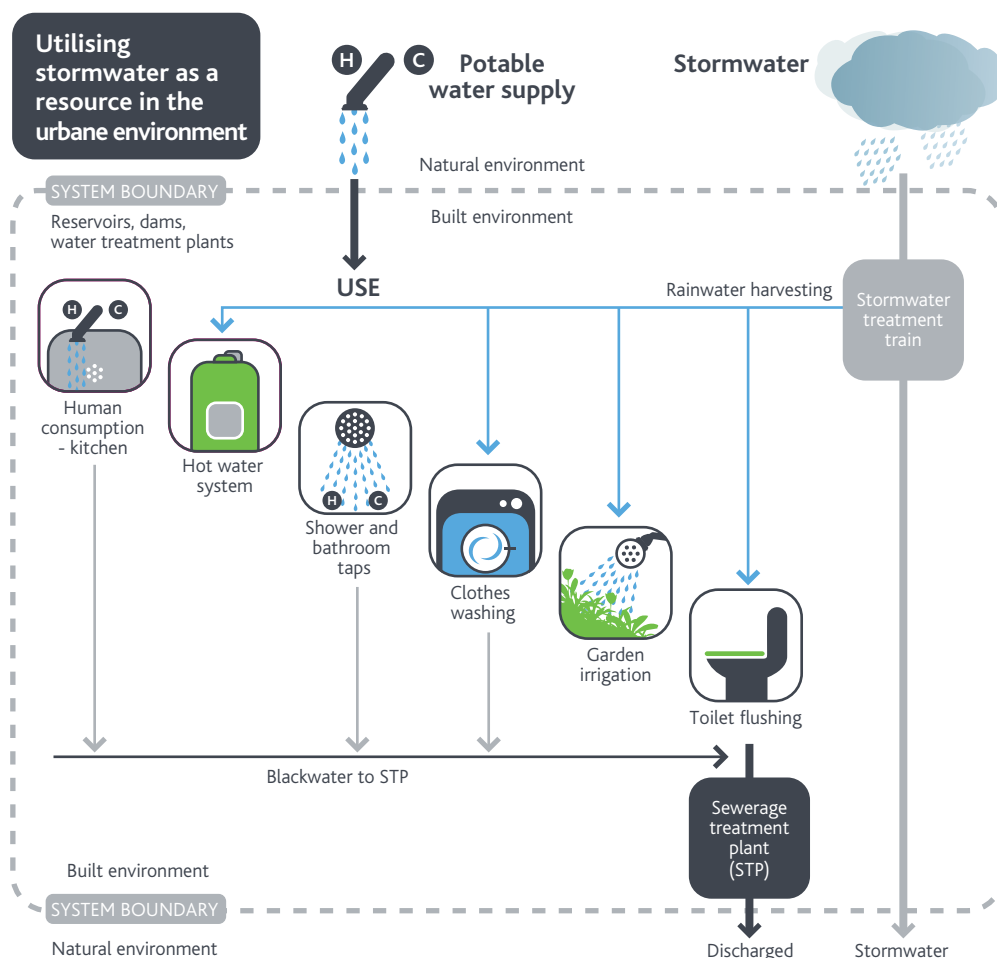 Utilising
stormwater as a
resource in the
urbane environment
H C
Potable
water supply
Stormwater
Natural environment
SYSTEM BOUNDARY
Built environment
Reservoirs, dams,
water treatment plants
USE
Rainwater harvesting
Stormwater
treatment
train
H C
Human
consumption
- kitchen
Hot water
system
H C
Shower and
bathroom
taps
Clothes
washing
Garden
irrigation
Toilet flushing
Blackwater to STP
Sewerage
treatment
plant
(STP)
Built environment
SYSTEM BOUNDARY
Natural environment
Discharged
Stormwater